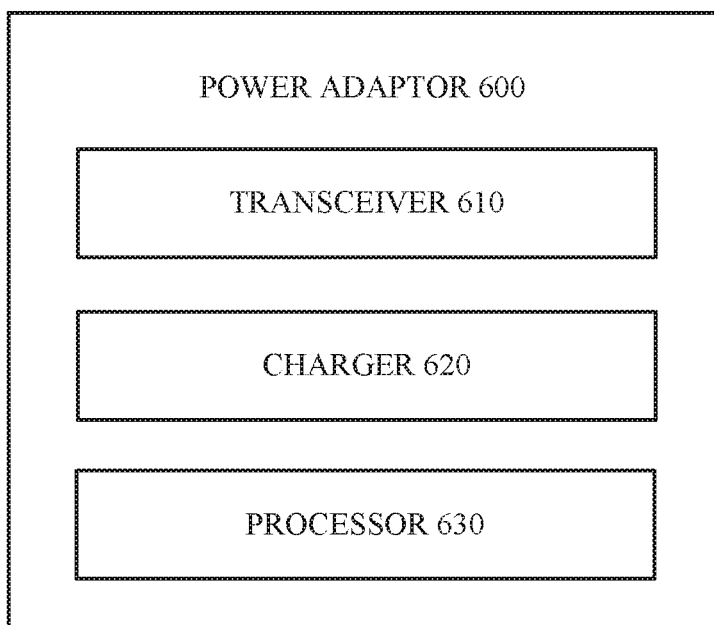 POWER ADAPTOR 600
TRANSCEIVER 610
CHARGER 620
PROCESSOR 630